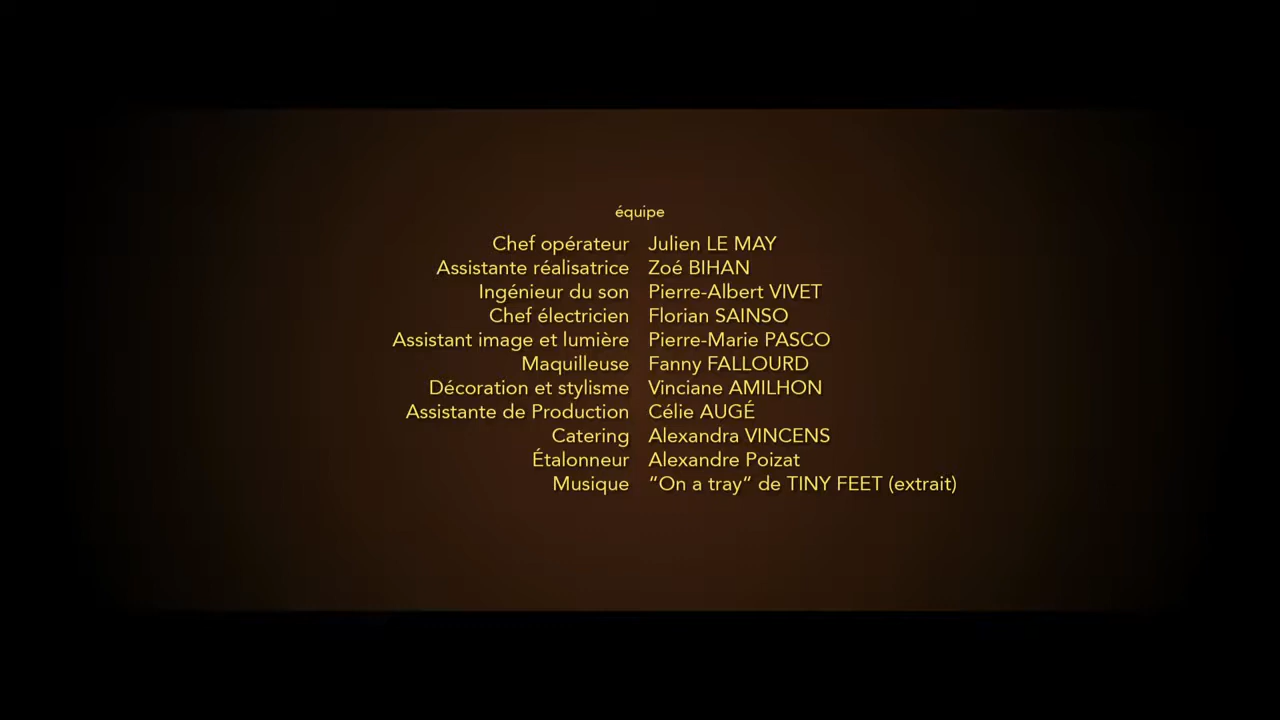 équipe
Chef opérateur Julien LE MAY
Assistante réalisatrice Zoé BIHAN
Ingénieur du son Pierre-Albert VIVET
Chef électricien Florian SAINSO
Assistant image et lumière Pierre-Marie PASCO
Maquilleuse Fanny FALLOURD
Décoration et stylisme Vinciane AMILHON
Assistante de Production Célie AUGÉ
Catering Alexandra VINCENS
Étalonneur Alexandre Poizat
Musique “On a tray“ de TINY FEET (extrait)